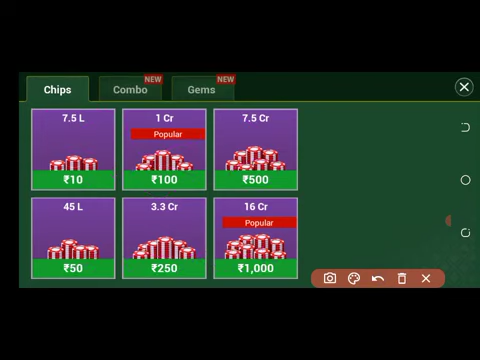 Chips
Combo
NEW
Gems
NEW
7.5 L
₹10
1 Cr
Popular
₹100
7.5 Cr
₹500
45 L
₹50
3.3 Cr
₹250
16 Cr
Popular
₹1,000